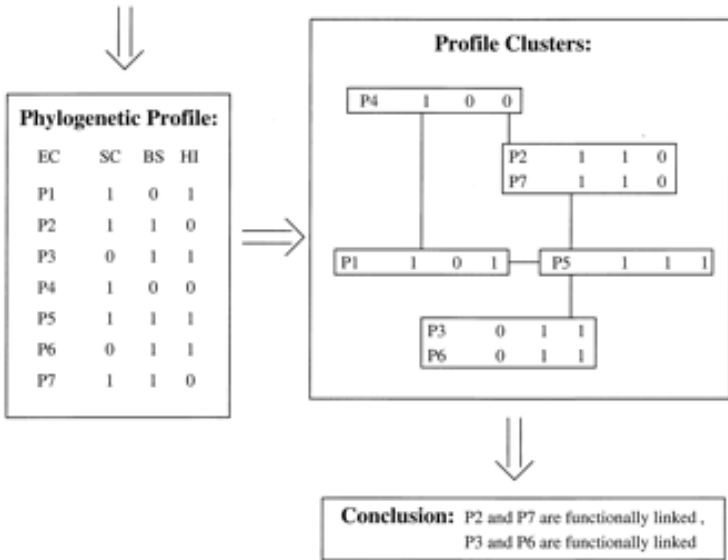 Phylogenetic Profile:
EC SC BS HI
P1 1 0 1
P2 1 1 0
P3 0 1 1
P4 1 0 0
P5 1 1 1
P6 0 1 1
P7 1 1 0
Profile Clusters:
P4 1 0 0
P2 1 1 0
P7 1 1 0
P1 1 0 1
P5 1 1 1
P3 0 1 1
P6 0 1 1
Conclusion: P2 and P7 are functionally linked ,
P3 and P6 are functionally linked